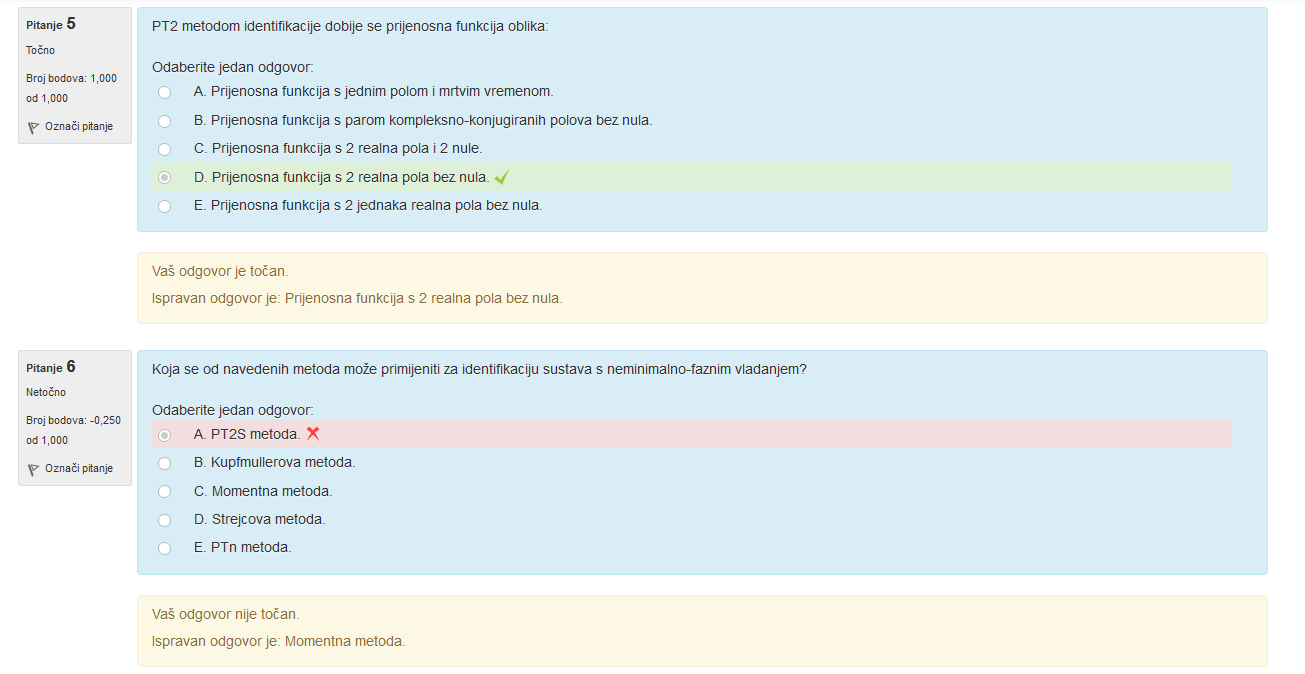 Pitanje 5
Točno
Broj bodova: 1,000
od 1,000
Označi pitanje
PT2 metodom identifikacije dobije se prijenosna funkcija oblika:
Odaberite jedan odgovor:
A. Prijenosna funkcija s jednim polom i mrtvim vremenom.
B. Prijenosna funkcija s parom kompleksno-konjugiranih polova bez nula.
C. Prijenosna funkcija s 2 realna pola i 2 nule.
D. Prijenosna funkcija s 2 realna pola bez nula.
E. Prijenosna funkcija s 2 jednaka realna pola bez nula.
Vaš odgovor je točan.
Ispravan odgovor je: Prijenosna funkcija s 2 realna pola bez nula.
Pitanje 6
Netočno
Broj bodova: -0,250
od 1,000
Označi pitanje
Koja se od navedenih metoda može primijeniti za identifikaciju sustava s neminimalno-faznim vladanjem?
Odaberite jedan odgovor:
A. PT2S metoda.
B. Kupfmullerova metoda.
C. Momentna metoda.
D. Strejcova metoda.
E. PTn metoda.
Vaš odgovor nije točan.
Ispravan odgovor je: Momentna metoda.